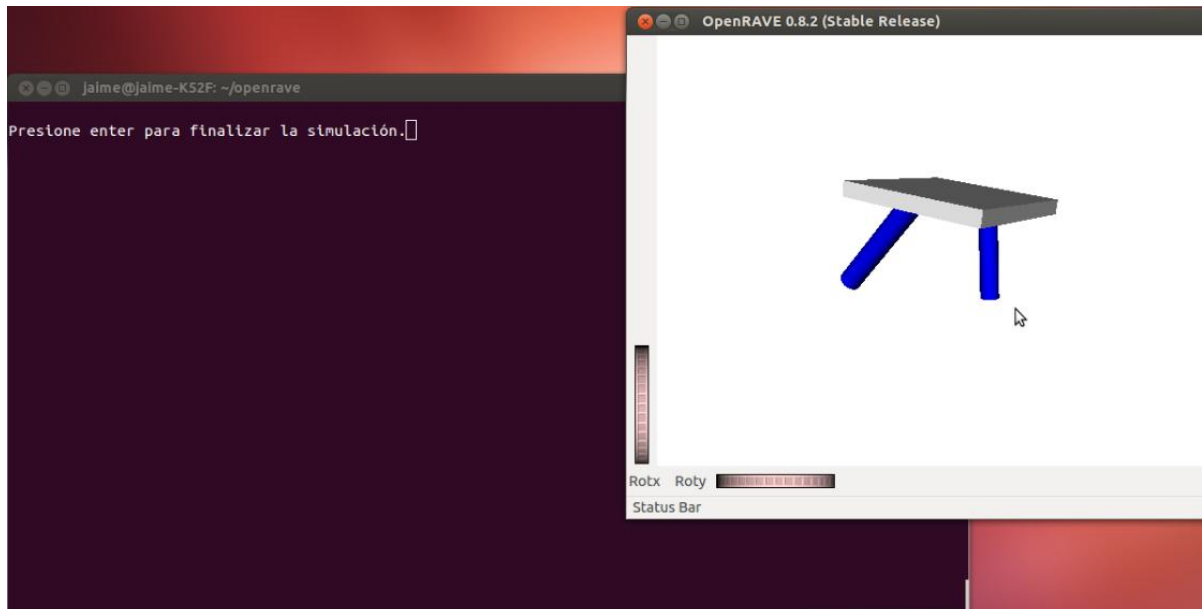 OpenRAVE 0.8.2 (Stable Release)
jaime@jaime-K52F: ~/openrave
Presione enter para finalizar la simulación.
Rotx Roty
Status Bar